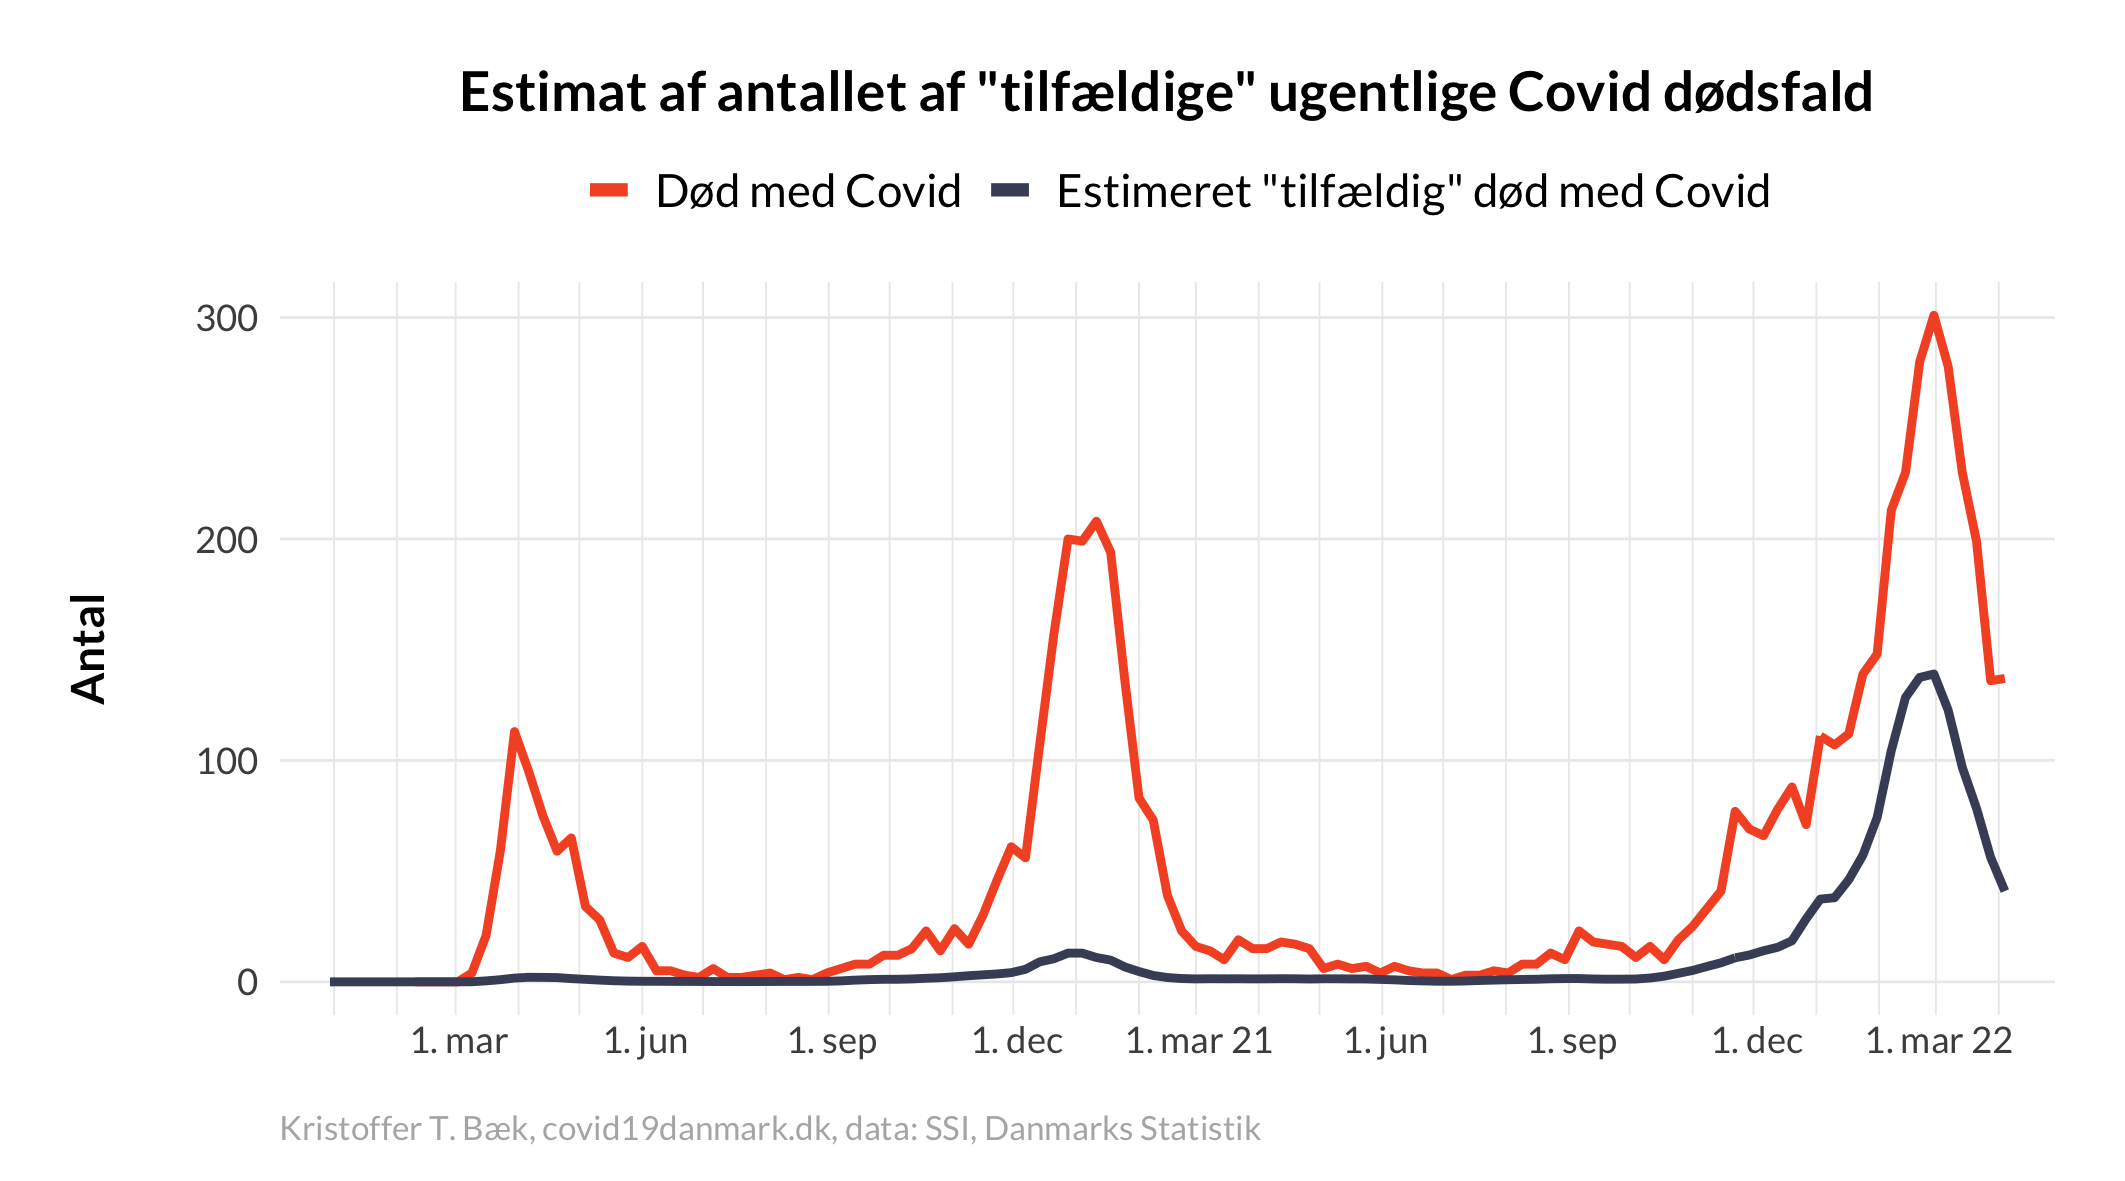 Estimat af antallet af "tilfældige" ugentlige Covid dødsfald
Død med Covid Estimeret "tilfældig" død med Covid
300
200
100
0
Antal
1. mar 1. jun 1. sep 1. dec 1. mar 21 1. jun 1. sep 1. dec 1. mar 22
Kristoffer T. Bæk, covid19danmark.dk, data: SSI, Danmarks Statistik